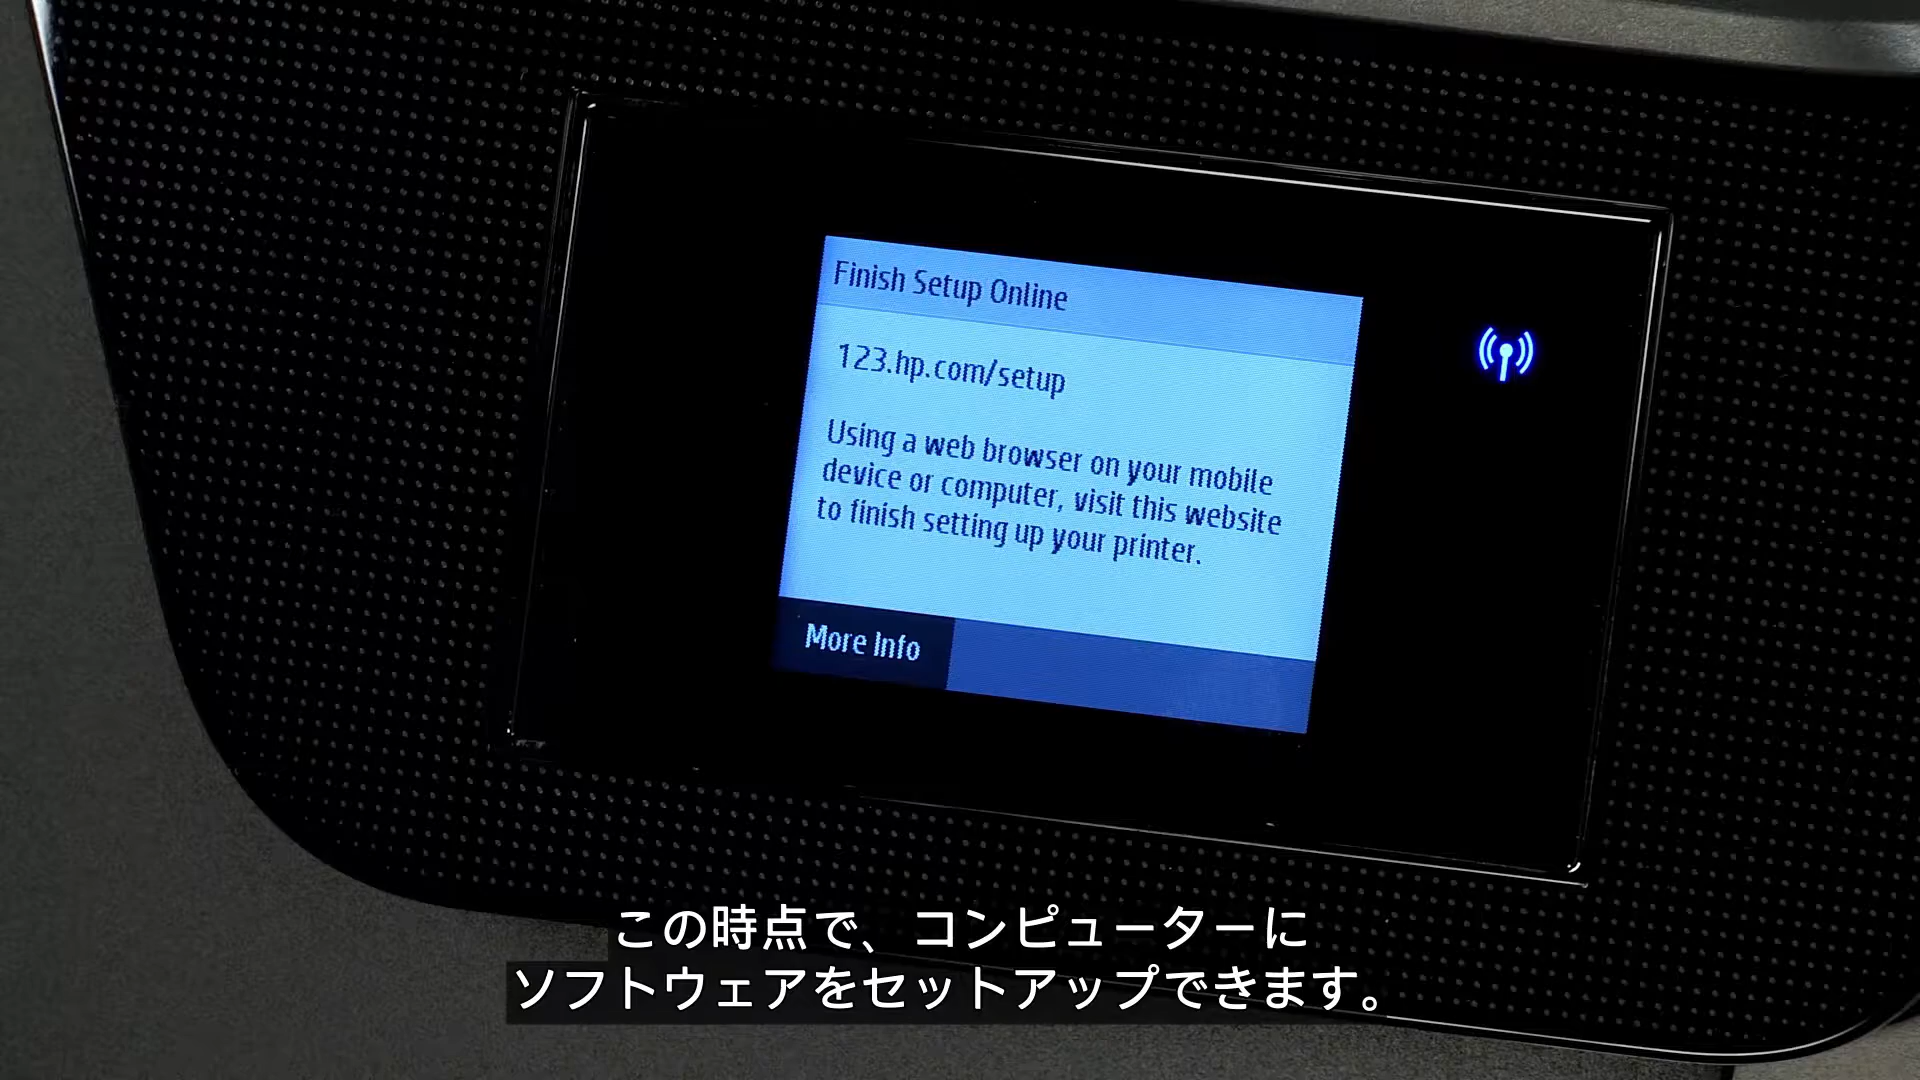 Finish Setup Online
123.hp.com/setup
Using a web browser on your mobile
device or computer, visit this website
to finish setting up your printer.
More Info
この時点で、コンピューターに
ソフトウェアをセットアップできます。